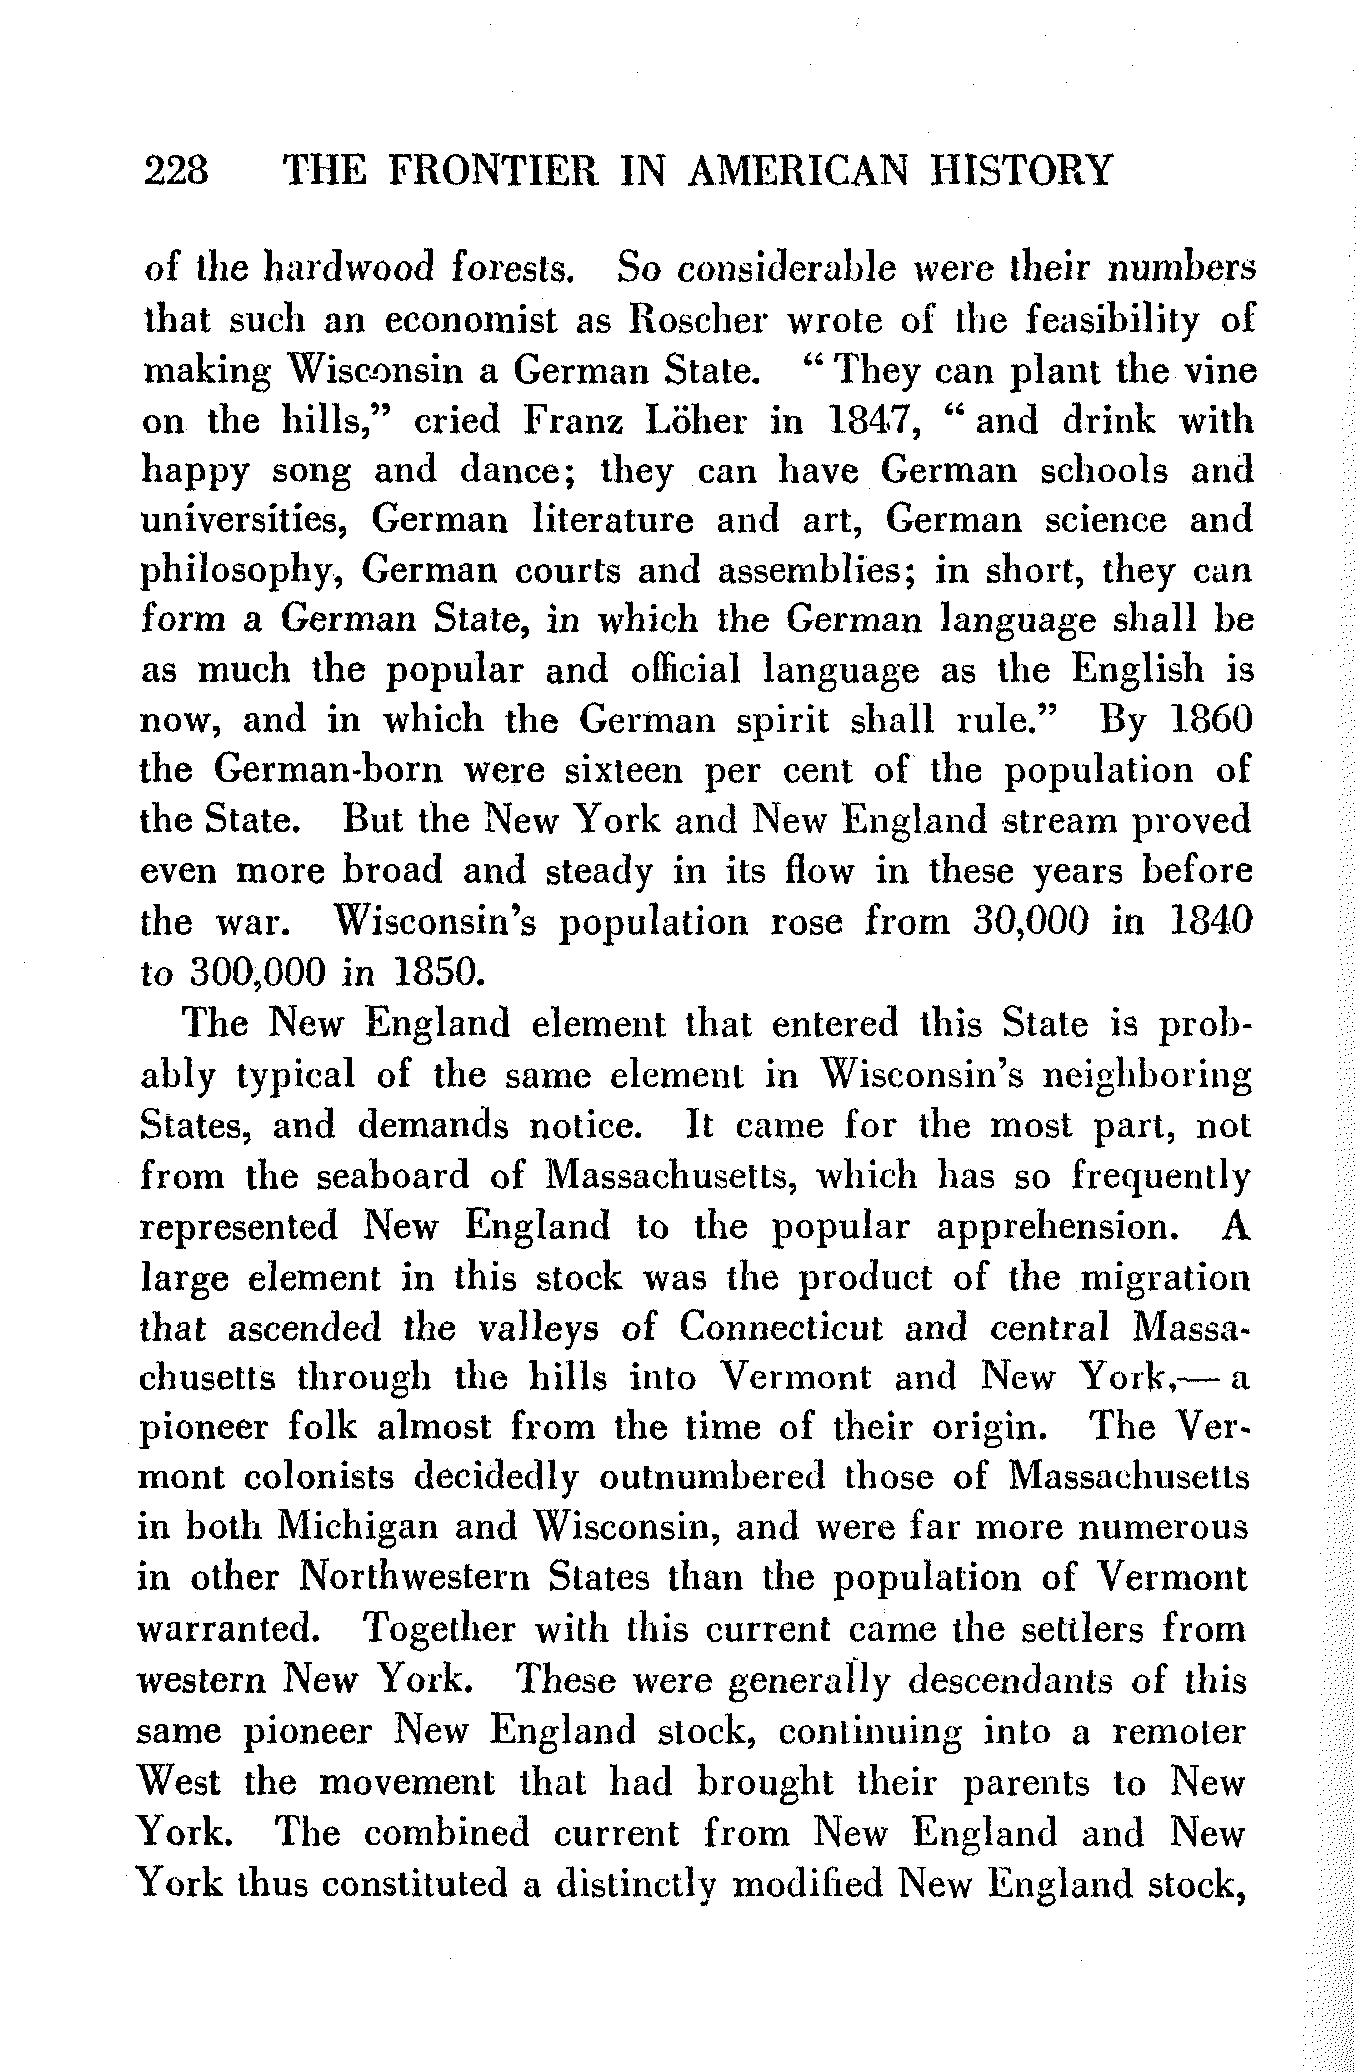 228 THE FRONTIER IN AMERICAN HISTORY
of the hardwood forests. So considerable were their numbers
that such an economist as Roscher wrote of the feasibility of
making Wisconsin a German State. “ They can plant the vine
on the hills,” cried Franz Löher in 1847, “ and drink with
happy song and dance; they can have German schools and
universities, German literature and art, German science and
philosophy, German courts and assemblies; in short, they can
form a German State, in which the German language shall be
as much the popular and official language as the English is
now, and in which the German spirit shall rule.” By 1860
the German-born were sixteen per cent of the population of
the State. But the New York and New England stream proved
even more broad and steady in its flow in these years before
the war. Wisconsin’s population rose from 30,000 in 1840
to 300,000 in 1850.
The New England element that entered this State is prob-
ably typical of the same element in Wisconsin’s neighboring
States, and demands notice. It came for the most part, not
from the seaboard of Massachusetts, which has so frequently
represented New England to the popular apprehension. A
large element in this stock was the product of the migration
that ascended the valleys of Connecticut and central Massa-
chusetts through the hills into Vermont and New York,— a
pioneer folk almost from the time of their origin. The Ver-
mont colonists decidedly outnumbered those of Massachusetts
in both Michigan and Wisconsin, and were far more numerous
in other Northwestern States than the population of Vermont
warranted. Together with this current came the settlers from
western New York. These were generally descendants of this
same pioneer New England stock, continuing into a remoter
West the movement that had brought their parents to New
York. The combined current from New England and New
York thus constituted a distinctly modified New England stock,